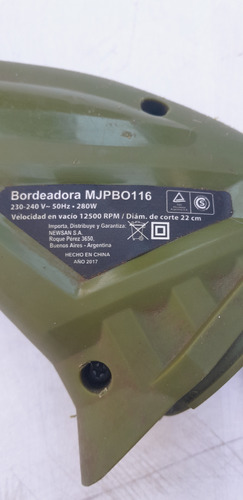 Bordeadora MJPBO116
230-240 V~ 50Hz • 280W
Velocidad en vacío 12500 RPM / Diám. de corte 22 cm
Importa, Distribuye y Garantiza:
NEWSAN S.A.
Roque Pérez 3650,
Buenos Aires - Argentina
HECHO EN CHINA
AÑO 2017